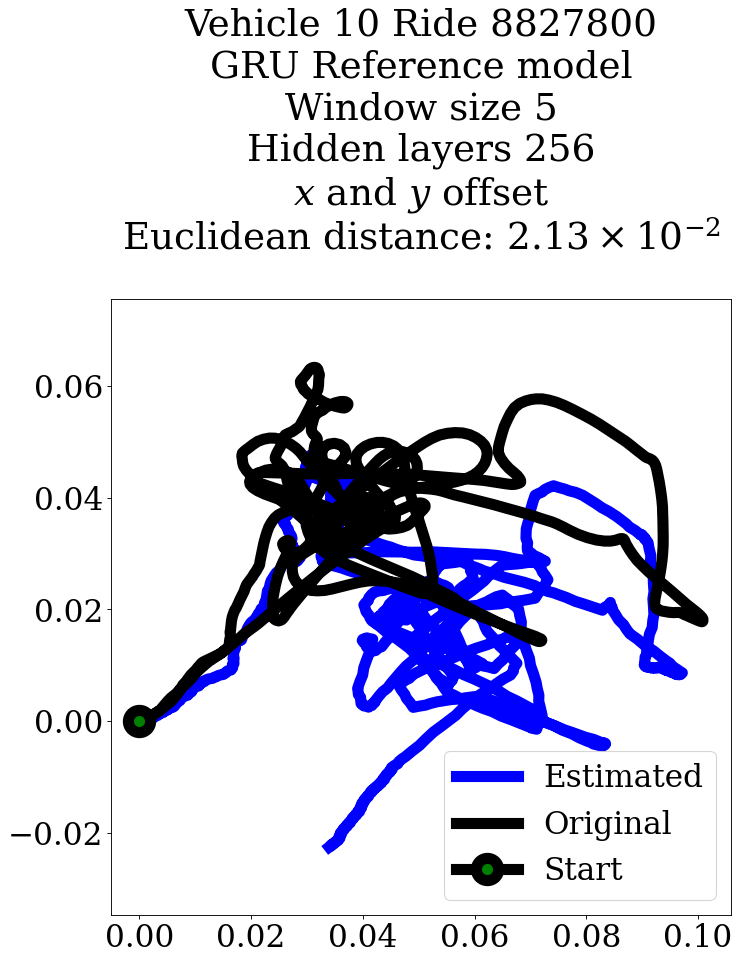 Vehicle 10 Ride 8827800
GRU Reference model
Window size 5
Hidden layers 256
x and y offset
Euclidean distance: 2.13 × 10⁻²
0.06
0.04
0.02
0.00
−0.02
Estimated
Original
Start
0.00 0.02 0.04 0.06 0.08 0.10